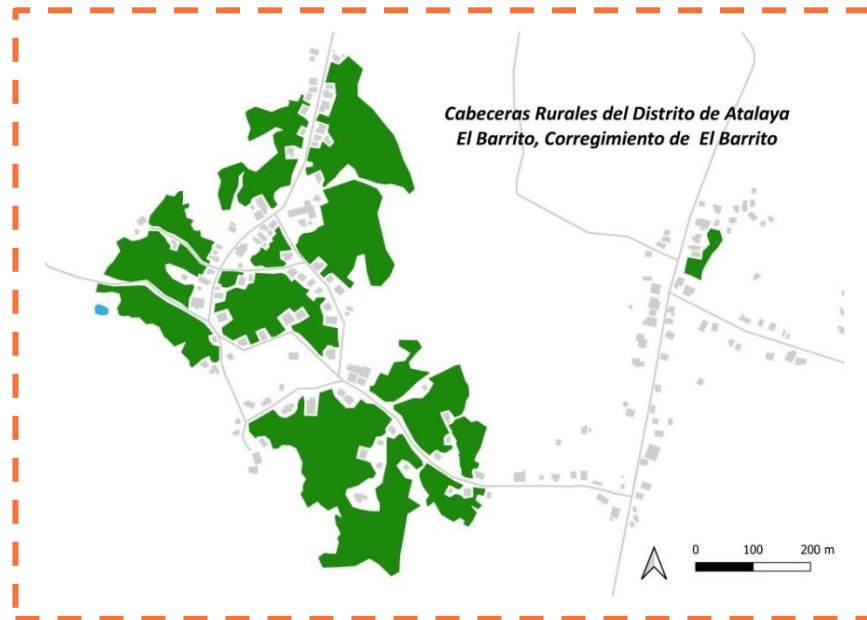 Cabeceras Rurales del Distrito de Atalaya
El Barrito, Corregimiento de El Barrito
0 100 200 m